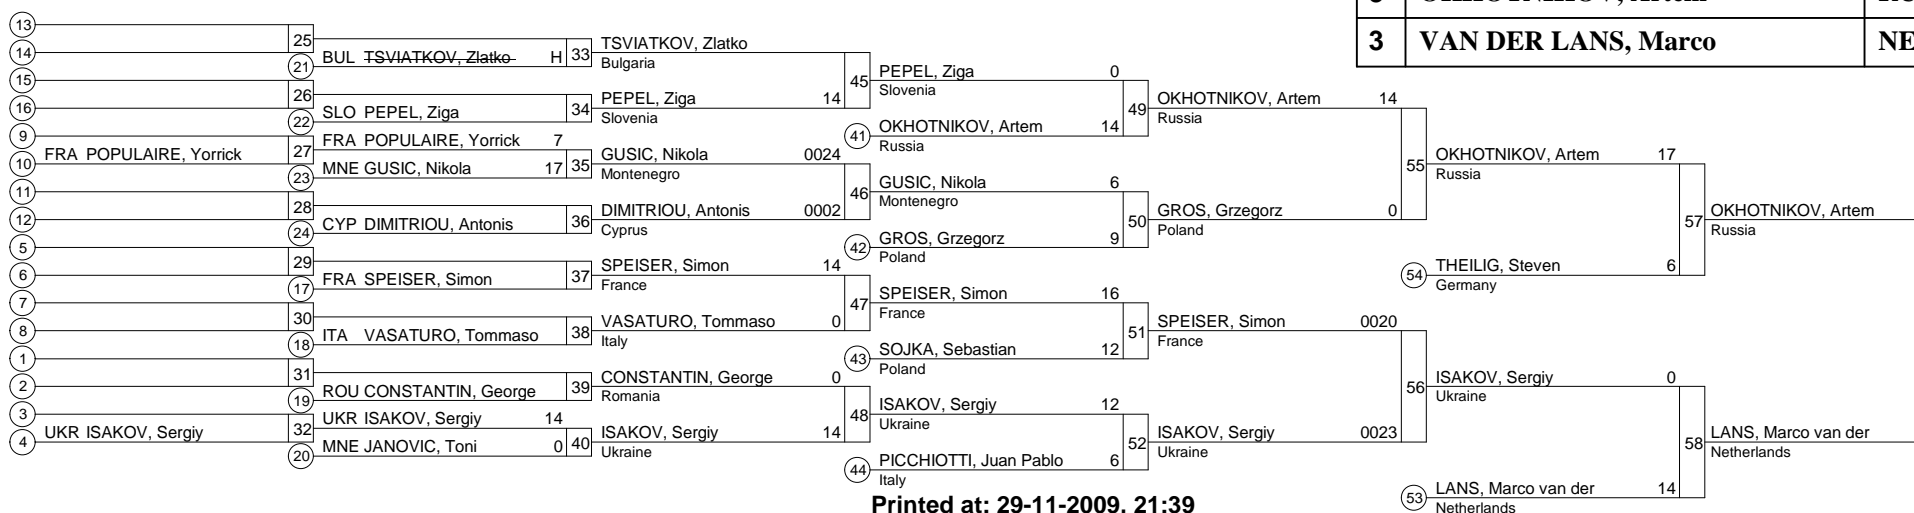 3 VAN DER LANS, Marco NE
13
14
15
16
9
10 FRA POPULAIRE, Yorrick
11
12
5
6
7
8
1
2
3
4 UKR ISAKOV, Sergiy
25
21 BUL TSVIATKOV, Zlatko H 33
26
22 SLO PEPEL, Ziga 34
27 FRA POPULAIRE, Yorrick 7
23 MNE GUSIC, Nikola 17 35
28
24 CYP DIMITRIOU, Antonis 36
29
17 FRA SPEISER, Simon 37
30
18 ITA VASATURO, Tommaso 38
31
19 ROU CONSTANTIN, George 39
32 UKR ISAKOV, Sergiy 14
20 MNE JANOVIC, Toni 0 40
TSVIATKOV, Zlatko
Bulgaria
45
PEPEL, Ziga 14
Slovenia
GUSIC, Nikola 0024
Montenegro
46
DIMITRIOU, Antonis 0002
Cyprus
SPEISER, Simon 14
France
47
VASATURO, Tommaso 0
Italy
CONSTANTIN, George 0
Romania
48
ISAKOV, Sergiy 14
Ukraine
PEPEL, Ziga 0
Slovenia
49
41 OKHOTNIKOV, Artem 14
Russia
GUSIC, Nikola 6
Montenegro
50
42 GROS, Grzegorz 9
Poland
SPEISER, Simon 16
France
51
43 SOJKA, Sebastian 12
Poland
ISAKOV, Sergiy 12
Ukraine
52
44 PICCHIOTTI, Juan Pablo 6
Italy
OKHOTNIKOV, Artem 14
Russia
55
GROS, Grzegorz 0
Poland
SPEISER, Simon 0020
France
56
ISAKOV, Sergiy 0023
Ukraine
OKHOTNIKOV, Artem 17
Russia
57
54 THEILIG, Steven 6
Germany
ISAKOV, Sergiy 0
Ukraine
58
53 LANS, Marco van der 14
Netherlands
OKHOTNIKOV, Artem
Russia
LANS, Marco van der
Netherlands
Printed at: 29-11-2009, 21:39